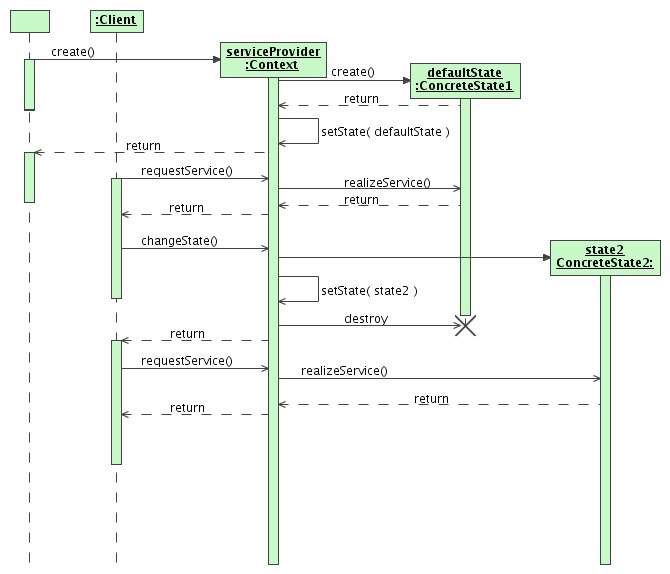 :Client
create()
serviceProvider
:Context
create()
defaultState
:ConcreteState1
return
setState( defaultState )
return
requestService()
realizeService()
return
return
changeState()
state2
ConcreteState2:
setState( state2 )
destroy
return
requestService()
realizeService()
return
return